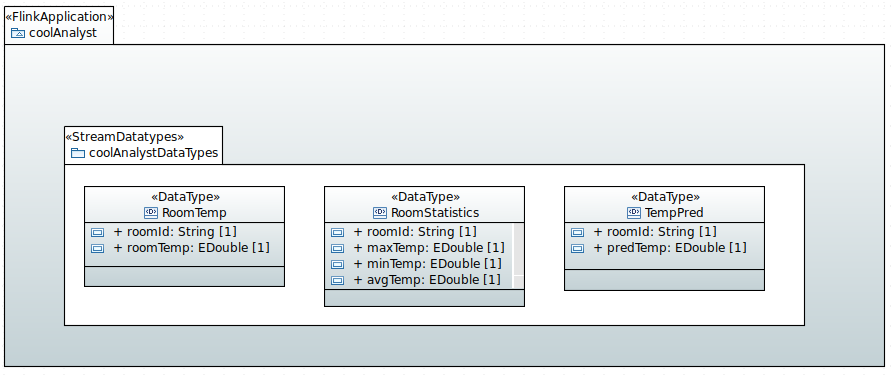 «FlinkApplication»
coolAnalyst
«StreamDatatypes»
coolAnalystDataTypes
«DataType»
RoomTemp
+ roomId: String [1]
+ roomTemp: EDouble [1]
«DataType»
RoomStatistics
+ roomId: String [1]
+ maxTemp: EDouble [1]
+ minTemp: EDouble [1]
+ avgTemp: EDouble [1]
«DataType»
TempPred
+ roomId: String [1]
+ predTemp: EDouble [1]